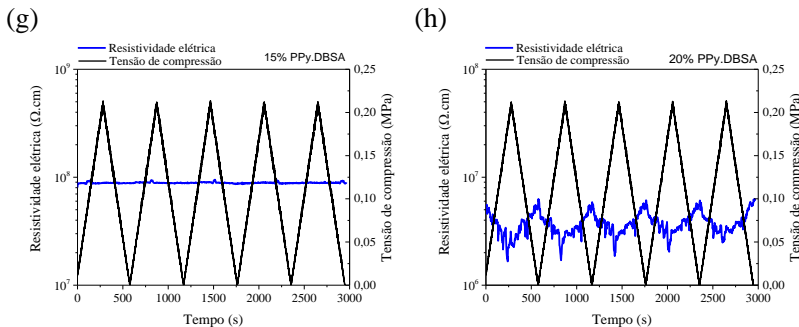 (g)
Resistividade elétrica
Tensão de compressão
15% PPy.DBSA
10⁹
10⁸
10⁷
Resistividade elétrica (Ω.cm)
0,25
0,20
0,15
0,10
0,05
0,00
Tensão de compressão (MPa)
0 500 1000 1500 2000 2500 3000
Tempo (s)
(h)
Resistividade elétrica
Tensão de compressão
20% PPy.DBSA
10⁸
10⁷
10⁶
Resistividade elétrica (Ω.cm)
0,25
0,20
0,15
0,10
0,05
0,00
Tensão de compressão (MPa)
0 500 1000 1500 2000 2500 3000
Tempo (s)